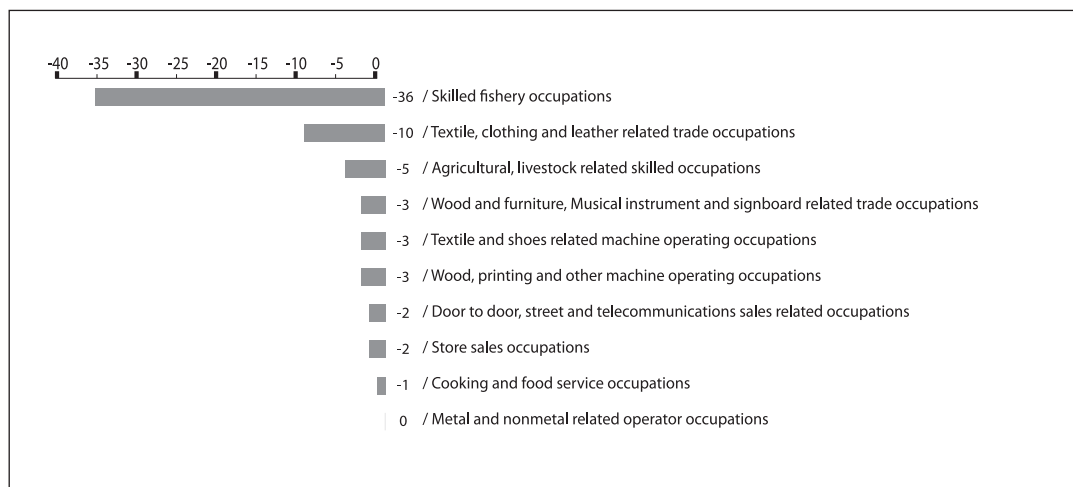 -40 -35 -30 -25 -20 -15 -10 -5 0
-36 / Skilled fishery occupations
-10 / Textile, clothing and leather related trade occupations
-5 / Agricultural, livestock related skilled occupations
-3 / Wood and furniture, Musical instrument and signboard related trade occupations
-3 / Textile and shoes related machine operating occupations
-3 / Wood, printing and other machine operating occupations
-2 / Door to door, street and telecommunications sales related occupations
-2 / Store sales occupations
-1 / Cooking and food service occupations
0 / Metal and nonmetal related operator occupations